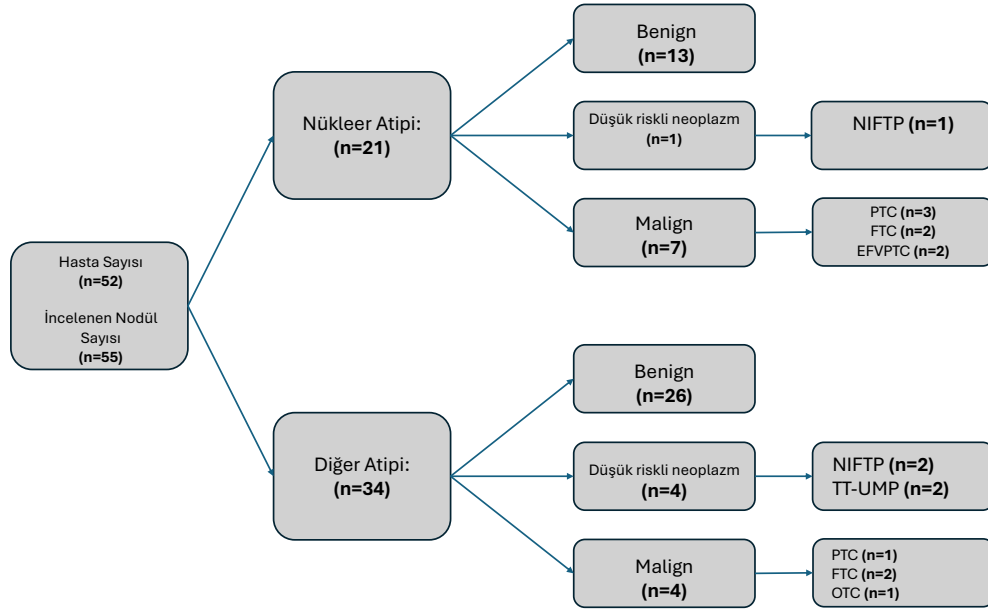 Hasta Sayısı
(n=52)
İncelenen Nodül
Sayısı
(n=55)
Nükleer Atipi:
(n=21)
Benign
(n=13)
Düşük riskli neoplazm
(n=1)
NIFTP (n=1)
Malign
(n=7)
PTC (n=3)
FTC (n=2)
EFVPTC (n=2)
Diğer Atipi:
(n=34)
Benign
(n=26)
Düşük riskli neoplazm
(n=4)
NIFTP (n=2)
TT-UMP (n=2)
Malign
(n=4)
PTC (n=1)
FTC (n=2)
OTC (n=1)